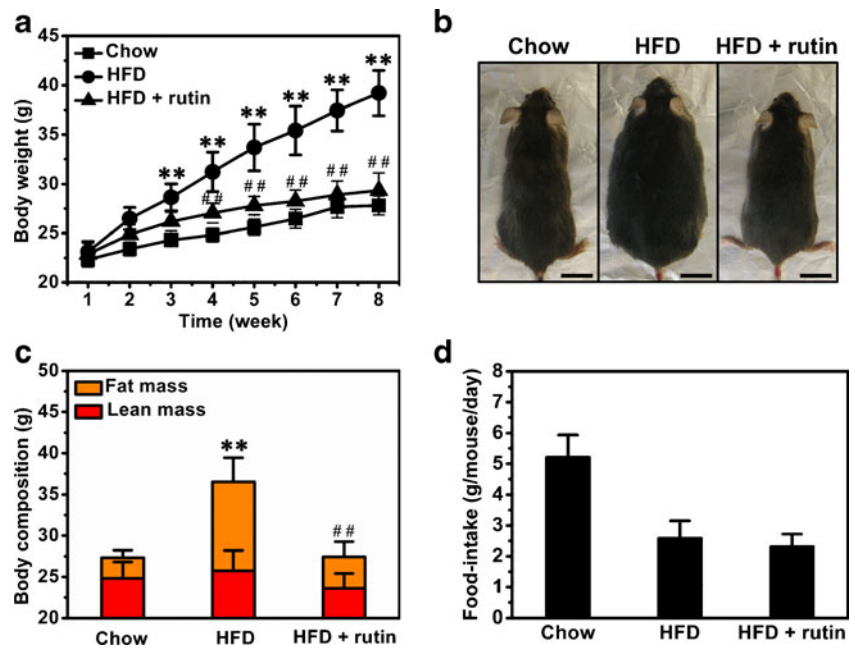 a
Chow
HFD
HFD + rutin
Body weight (g)
45
40
35
30
25
20
** ** ** ** ** **
## ## ## ## ##
1 2 3 4 5 6 7 8
Time (week)
b
Chow HFD HFD + rutin
c
Fat mass
Lean mass
Body composition (g)
50
45
40
35
30
25
20
**
##
Chow HFD HFD + rutin
d
Food-intake (g/mouse/day)
8
7
6
5
4
3
2
1
0
Chow HFD HFD + rutin